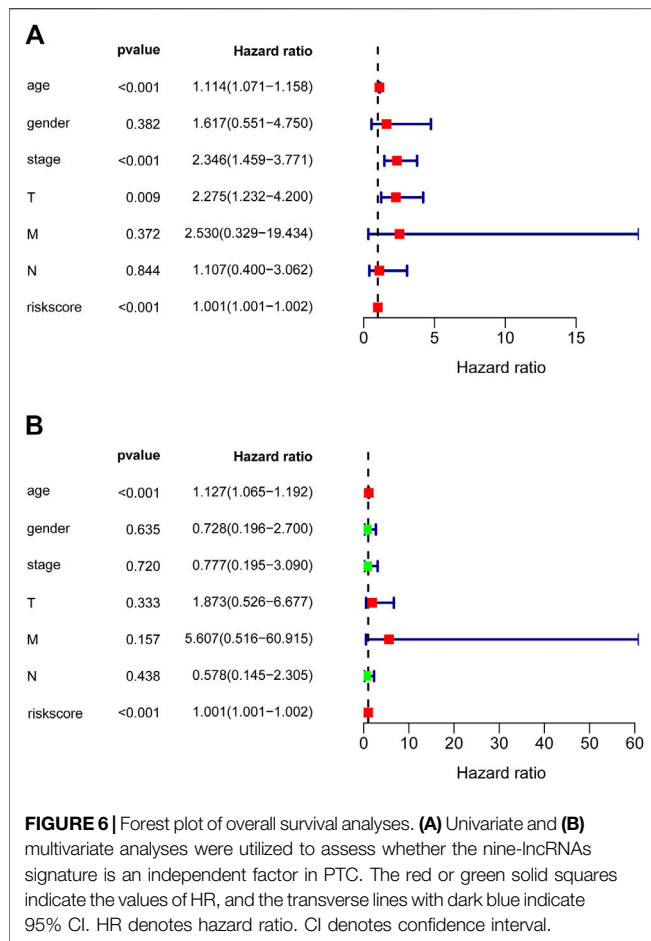 A
pvalue Hazard ratio
age <0.001 1.114(1.071−1.158)
gender 0.382 1.617(0.551−4.750)
stage <0.001 2.346(1.459−3.771)
T 0.009 2.275(1.232−4.200)
M 0.372 2.530(0.329−19.434)
N 0.844 1.107(0.400−3.062)
riskscore <0.001 1.001(1.001−1.002)
0 5 10 15
Hazard ratio
B
pvalue Hazard ratio
age <0.001 1.127(1.065−1.192)
gender 0.635 0.728(0.196−2.700)
stage 0.720 0.777(0.195−3.090)
T 0.333 1.873(0.526−6.677)
M 0.157 5.607(0.516−60.915)
N 0.438 0.578(0.145−2.305)
riskscore <0.001 1.001(1.001−1.002)
0 10 20 30 40 50 60
Hazard ratio
FIGURE 6 | Forest plot of overall survival analyses. (A) Univariate and (B)
multivariate analyses were utilized to assess whether the nine-lncRNAs
signature is an independent factor in PTC. The red or green solid squares
indicate the values of HR, and the transverse lines with dark blue indicate
95% CI. HR denotes hazard ratio. CI denotes confidence interval.